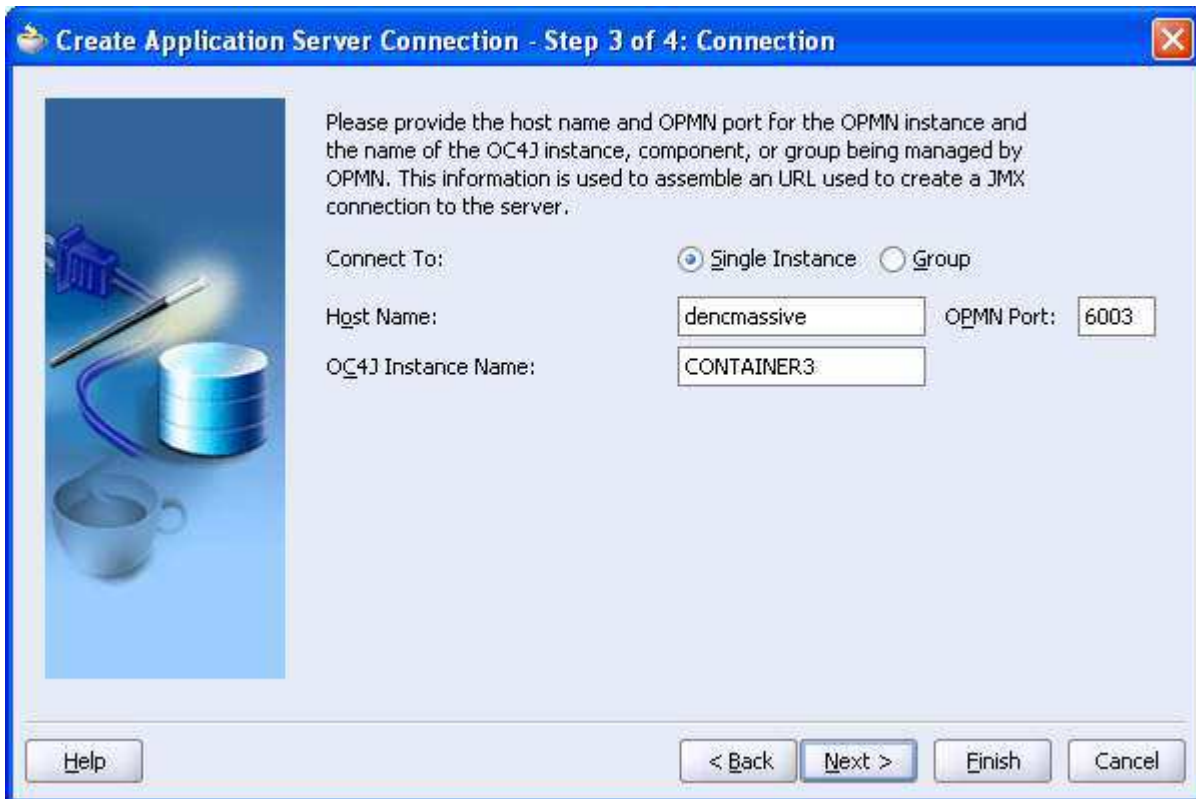 Create Application Server Connection - Step 3 of 4: Connection
Please provide the host name and OPMN port for the OPMN instance and
the name of the OC4J instance, component, or group being managed by
OPMN. This information is used to assemble an URL used to create a JMX
connection to the server.
Connect To: Single Instance Group
Host Name: dencmassive OPMN Port: 6003
OC4J Instance Name: CONTAINER3
Help < Back Next > Finish Cancel